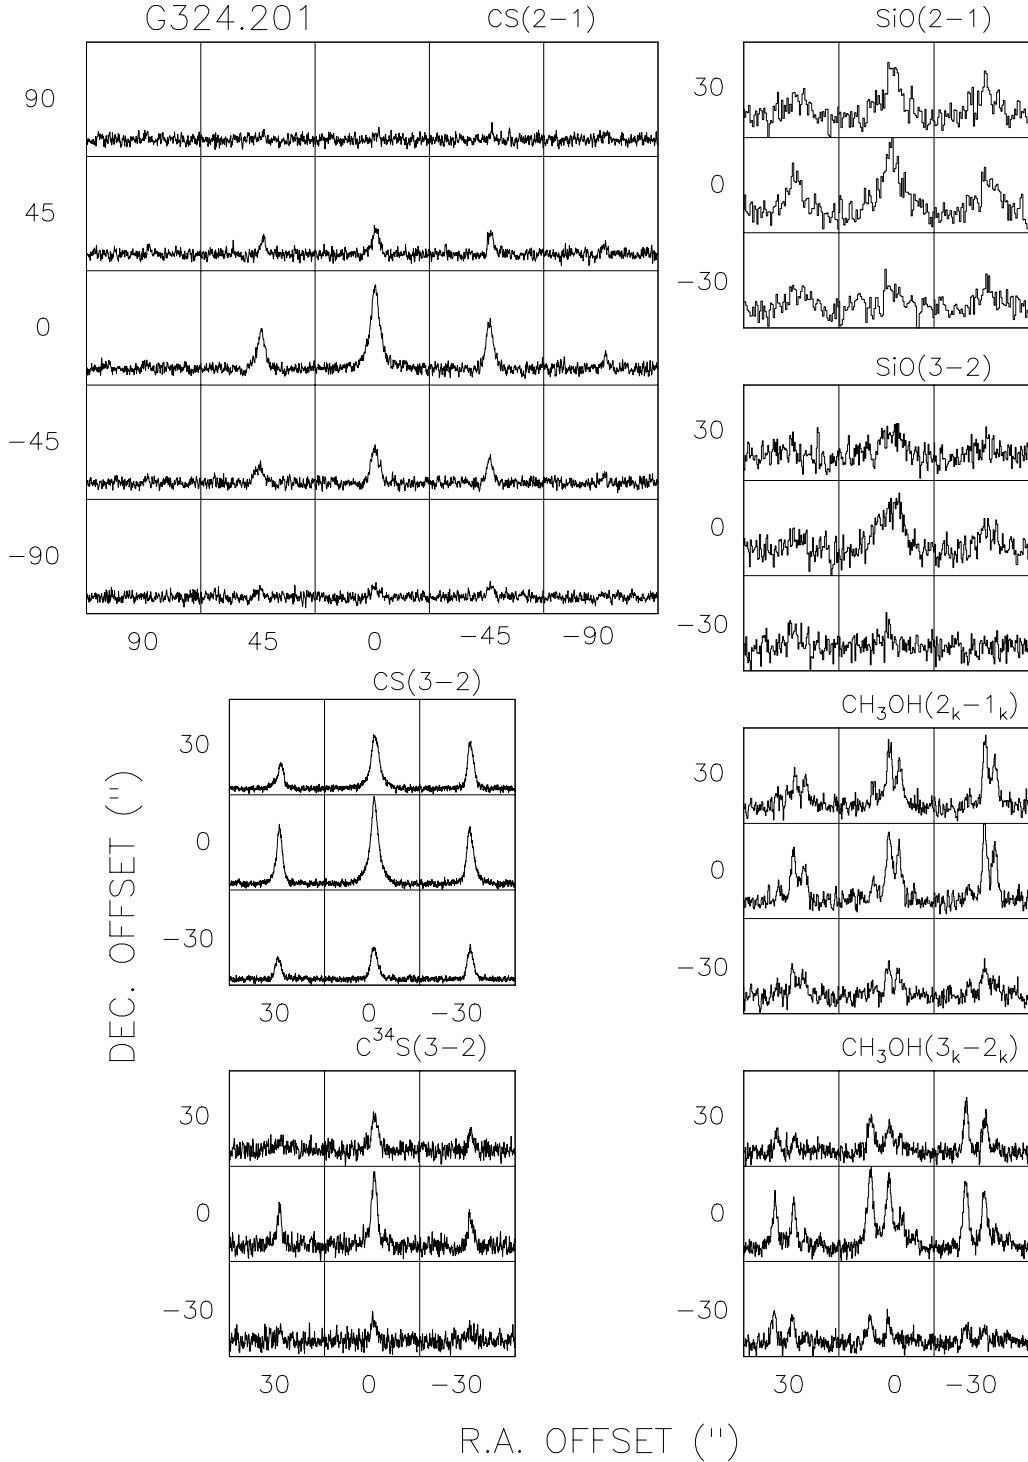 G324.201
CS(2−1)
90
45
0
−45
−90
90 45 0 −45 −90
SiO(2−1)
30
0
−30
SiO(3−2)
30
0
−30
CS(3−2)
30
0
−30
30 0 −30
CH₃OH(2ₖ−1ₖ)
30
0
−30
C³⁴S(3−2)
30
0
−30
30 0 −30
CH₃OH(3ₖ−2ₖ)
30
0
−30
30 0 −30
DEC. OFFSET ('')
R.A. OFFSET ('')